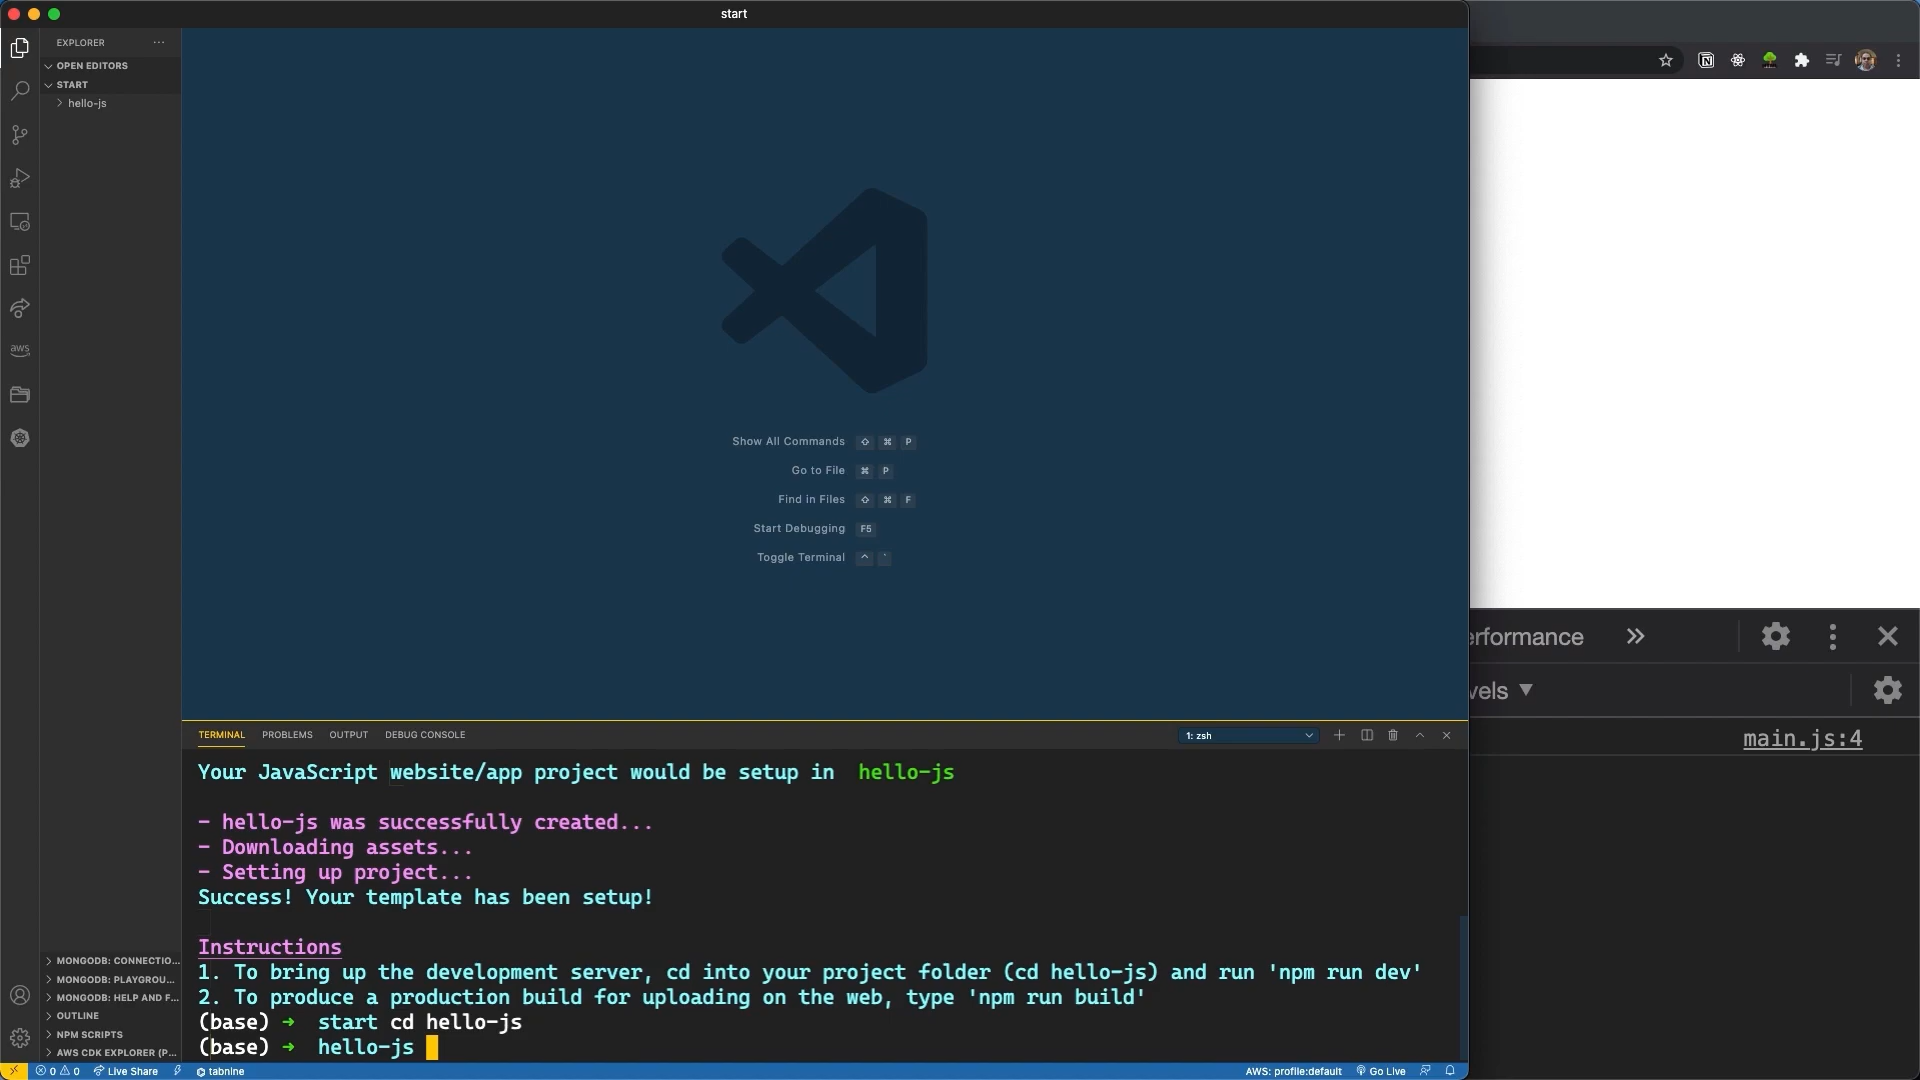 start
EXPLORER
OPEN EDITORS
START
hello-js
aws
Show All Commands ⇧ ⌘ P
Go to File ⌘ P
Find in Files ⇧ ⌘ F
Start Debugging F5
Toggle Terminal ^ `
erformance
vels ▼
main.js:4
TERMINAL PROBLEMS OUTPUT DEBUG CONSOLE 1: zsh
Your JavaScript website/app project would be setup in hello-js
- hello-js was successfully created...
- Downloading assets...
- Setting up project...
Success! Your template has been setup!
Instructions
1. To bring up the development server, cd into your project folder (cd hello-js) and run 'npm run dev'
2. To produce a production build for uploading on the web, type 'npm run build'
(base) → start cd hello-js
(base) → hello-js
MONGODB: CONNECTIO...
MONGODB: PLAYGROU...
MONGODB: HELP AND F...
OUTLINE
NPM SCRIPTS
AWS CDK EXPLORER (P...
0 0 Live Share tabnine AWS: profile:default Go Live